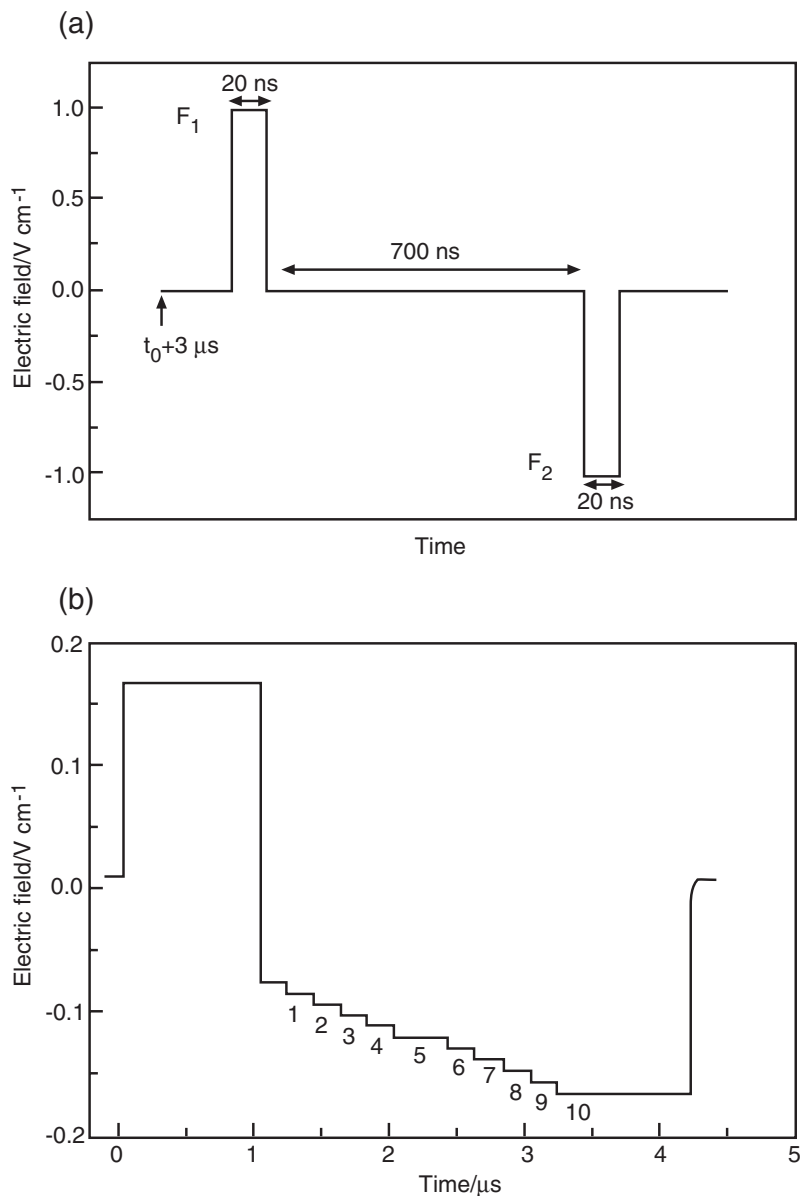 (a)
20 ns
F1
1.0
0.5
700 ns
0.0
t0+3 μs
-0.5
F2
-1.0
20 ns
Electric field/V cm-1
Time
(b)
0.2
0.1
0.0
-0.1
-0.2
Electric field/V cm-1
1
2
3
4
5
6
7
8
9
10
0
1
2
3
4
5
Time/μs